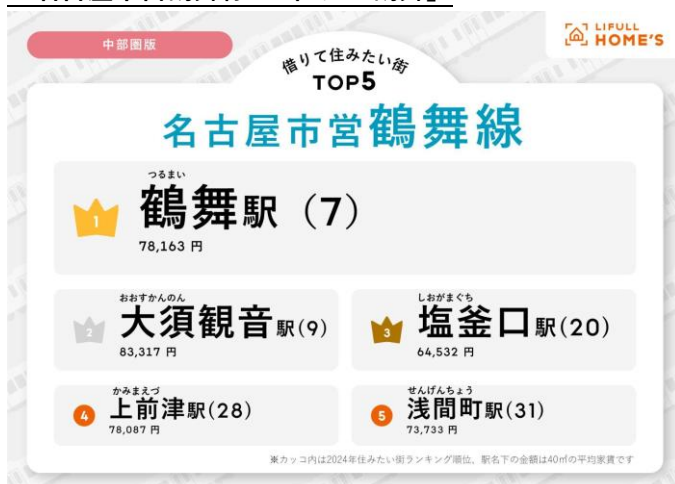 中部圏版
LIFULL
HOME'S
借りて住みたい街
TOP5
名古屋市営鶴舞線
つるまい
1
鶴舞駅（7）
78,163 円
おおすかんのん
2
大須観音駅(9)
83,317 円
しおがまぐち
3
塩釜口駅(20)
64,532 円
かみまえづ
4
上前津駅(28)
78,087 円
せんげんちょう
5
浅間町駅(31)
73,733 円
※カッコ内は2024年住みたい街ランキング順位、駅名下の金額は40㎡の平均家賃です